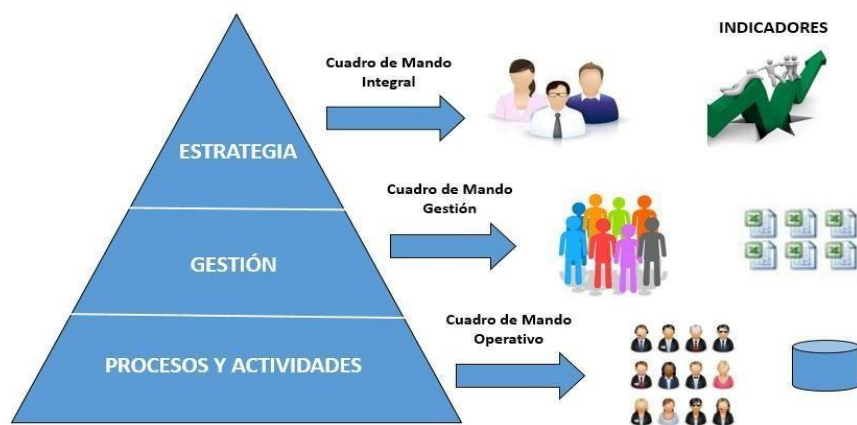 INDICADORES
Cuadro de Mando
Integral
ESTRATEGIA
Cuadro de Mando
Gestión
GESTIÓN
Cuadro de Mando
Operativo
PROCESOS Y ACTIVIDADES